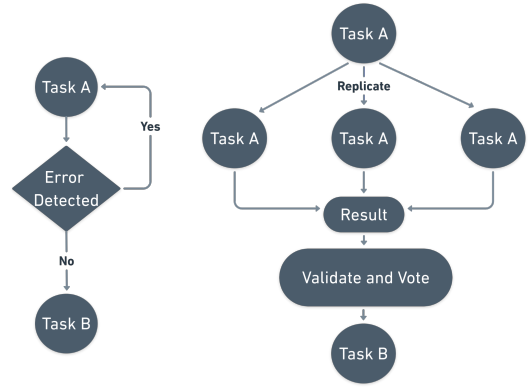 Task A
Yes
Error
Detected
No
Task B
Task A
Replicate
Task A
Task A
Task A
Result
Validate and Vote
Task B